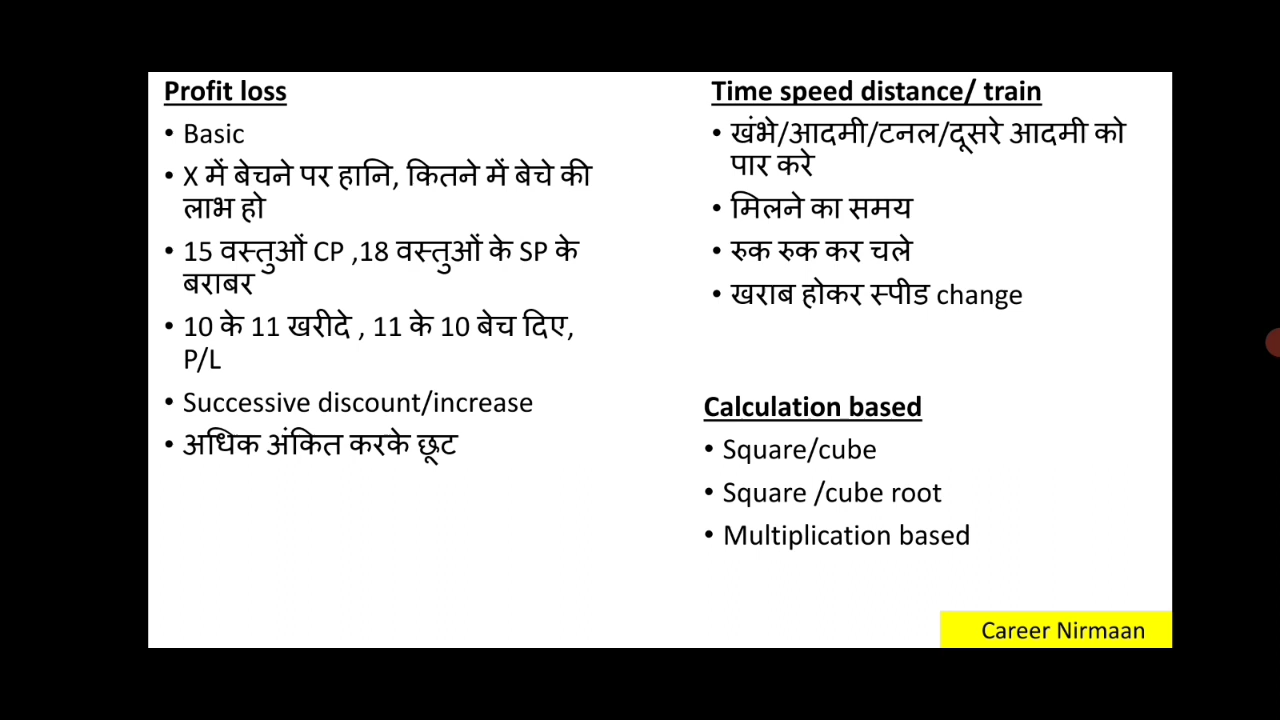 Profit loss
• Basic
• X में बेचने पर हानि, कितने में बेचे की
लाभ हो
• 15 वस्तुओं CP ,18 वस्तुओं के SP के
बराबर
• 10 के 11 खरीदे , 11 के 10 बेच दिए,
P/L
• Successive discount/increase
• अधिक अंकित करके छूट
Time speed distance/ train
• खंभे/आदमी/टनल/दूसरे आदमी को
पार करे
• मिलने का समय
• रुक रुक कर चले
• खराब होकर स्पीड change
Calculation based
• Square/cube
• Square /cube root
• Multiplication based
Career Nirmaan